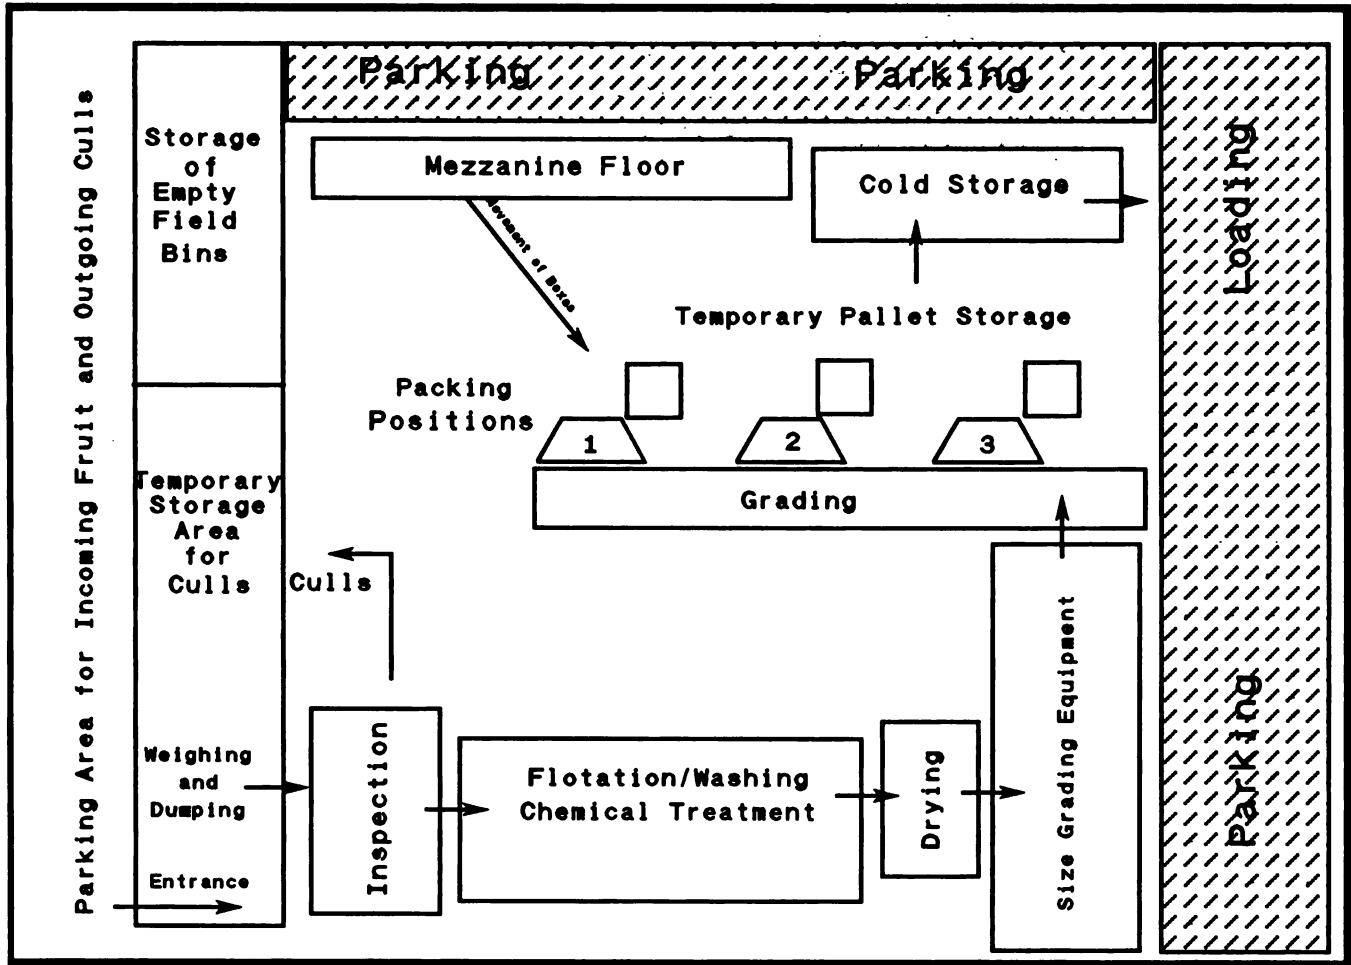 Parking Area for Incoming Fruit and Outgoing Culls
Storage
of
Empty
Field
Bins
Parking
Parking
Mezzanine Floor
Cold Storage
Loading
Movement of Boxes
Temporary Pallet Storage
Packing
Positions
1
2
3
Grading
Temporary
Storage
Area
for
Culls
Culls
Weighing
and
Dumping
Entrance
Inspection
Flotation/Washing
Chemical Treatment
Drying
Size Grading Equipment
Parking